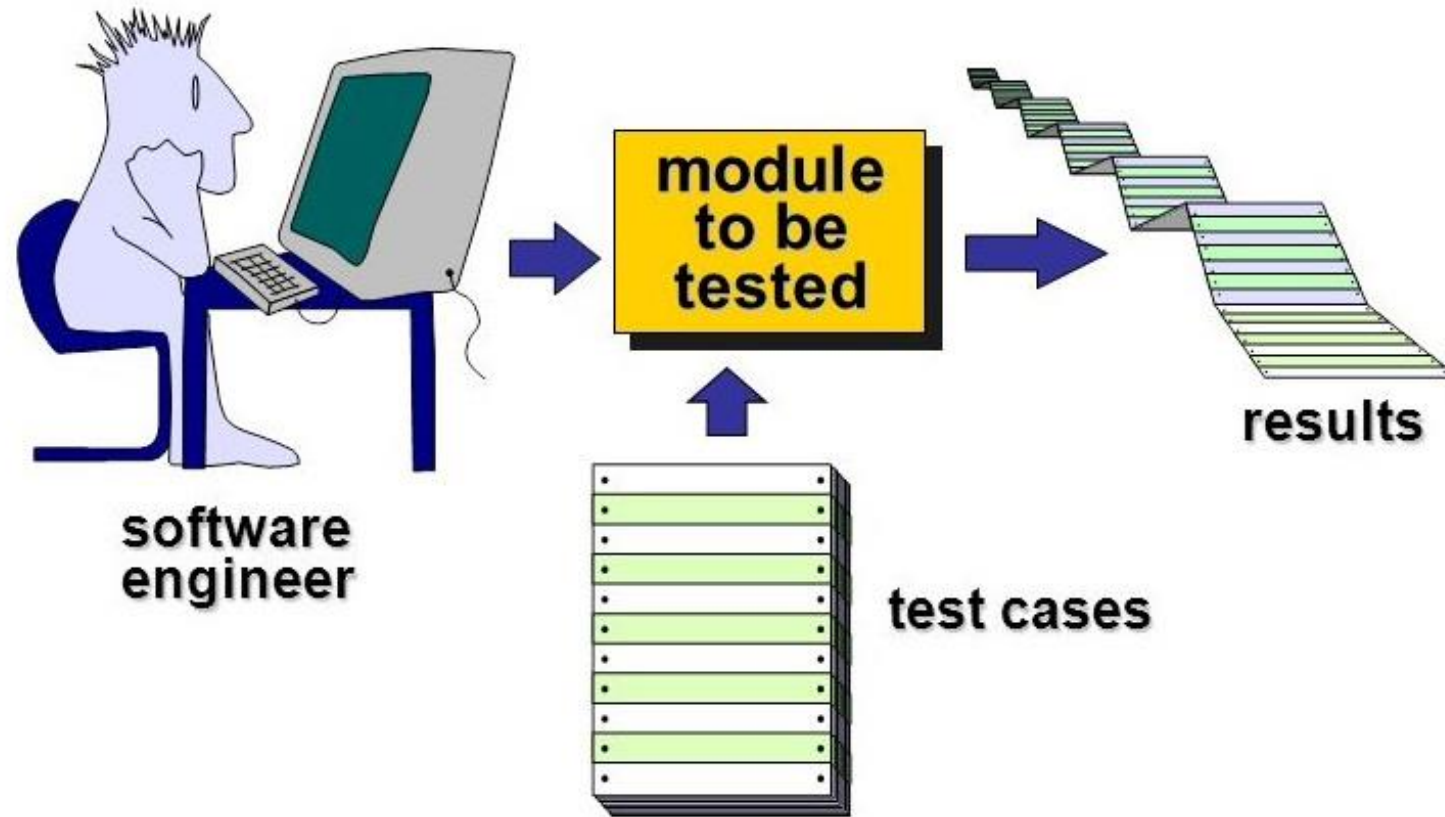 module
to be
tested
results
software
engineer
test cases